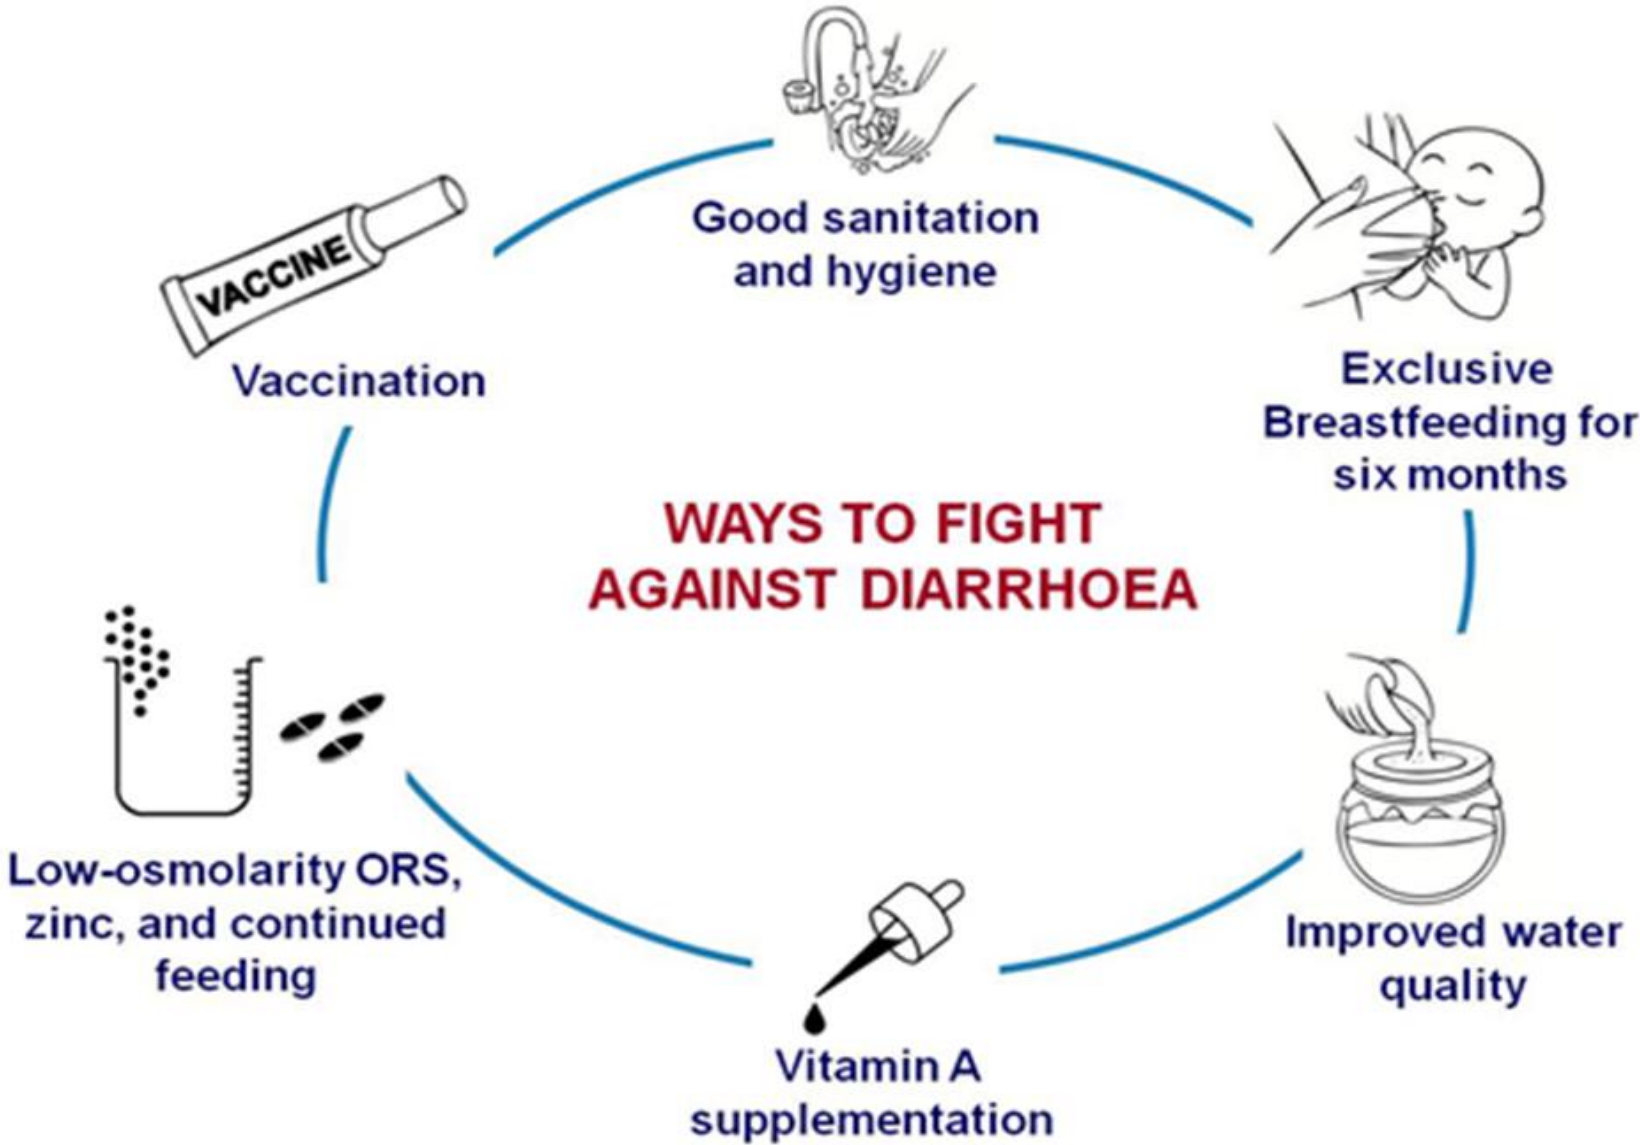 Good sanitation
and hygiene
Exclusive
Breastfeeding for
six months
Improved water
quality
Vitamin A
supplementation
Low-osmolarity ORS,
zinc, and continued
feeding
VACCINE
Vaccination
WAYS TO FIGHT
AGAINST DIARRHOEA